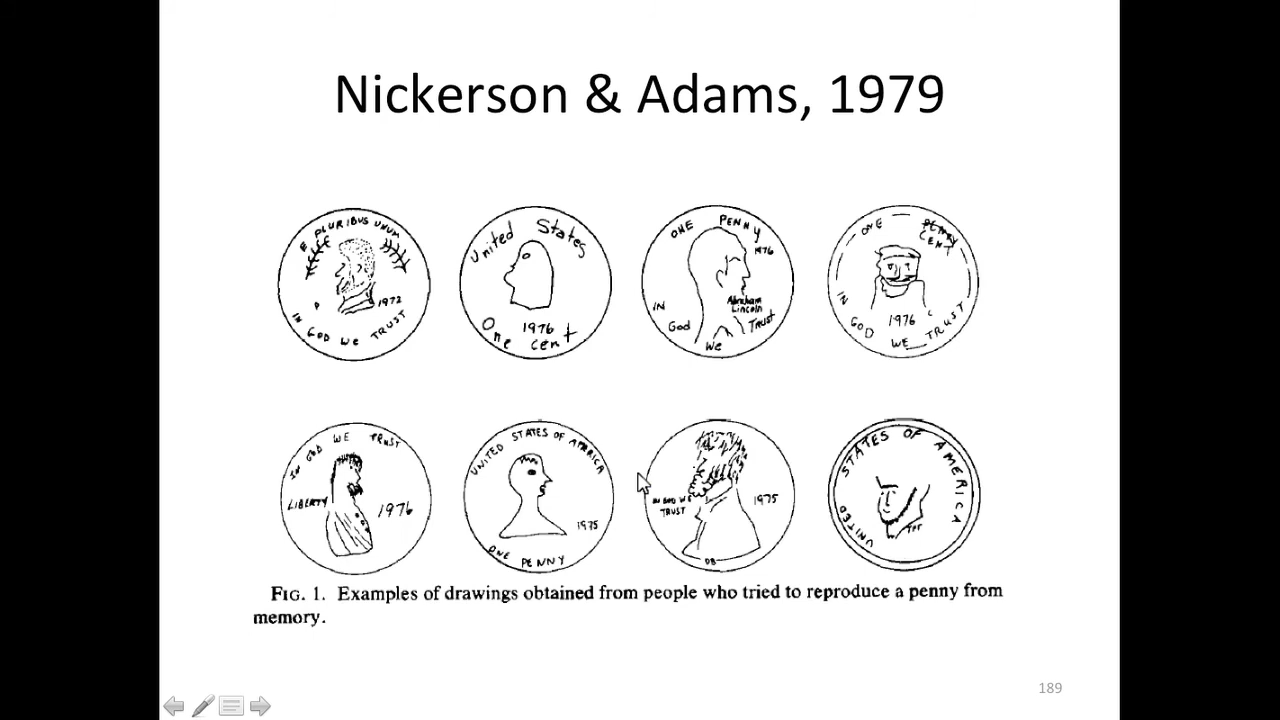 Nickerson & Adams, 1979
E PLURIBUS UNUM
P
1972
IN GOD WE TRUST
United States
1976
One cent
ONE PENNY
1976
Abraham
Lincoln
IN
God
We
TRUST
ONE PENNY
CENT
1976
IN GOD WE TRUST
IN GOD WE TRUST
LIBERTY
1976
UNITED STATES OF AMARICA
1975
ONE PENNY
IN GOD WE
TRUST
1975
DB
UNITED STATES OF AMERICA
FIG. 1. Examples of drawings obtained from people who tried to reproduce a penny from
memory.
189